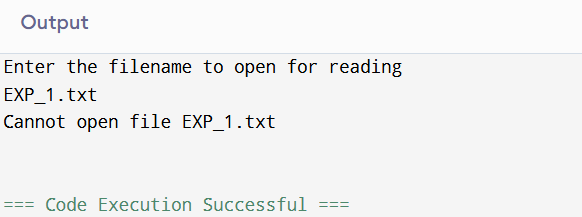 Output
Enter the filename to open for reading
EXP_1.txt
Cannot open file EXP_1.txt
=== Code Execution Successful ===